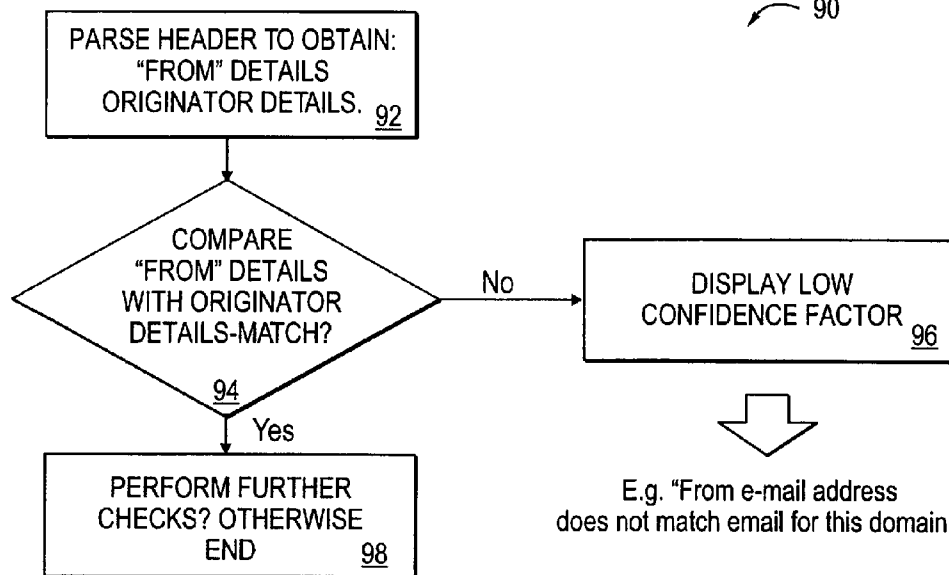 90
PARSE HEADER TO OBTAIN:
“FROM” DETAILS
ORIGINATOR DETAILS.
92
COMPARE
“FROM” DETAILS
WITH ORIGINATOR
DETAILS-MATCH?
94
No
DISPLAY LOW
CONFIDENCE FACTOR
96
Yes
PERFORM FURTHER
CHECKS? OTHERWISE
END
98
E.g. “From e-mail address
does not match email for this domain